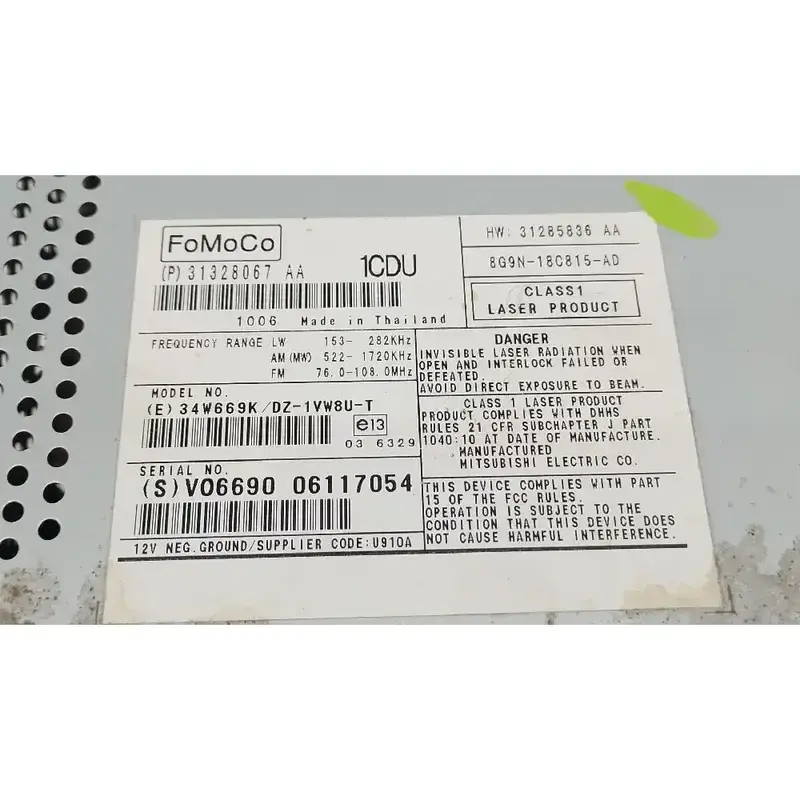 FoMoCo
(P) 31328067 AA 1CDU
1006 Made in Thailand
HW: 31285836 AA
8G9N-18C815-AD
CLASS1
LASER PRODUCT
FREQUENCY RANGE LW 153- 282KHz
AM (MW) 522- 1720KHz
FM 76.0-108.0MHz
MODEL NO.
(E) 34W669K/DZ-1VW8U-T
e13
03 6329
SERIAL NO.
(S) V06690 06117054
12V NEG.GROUND/SUPPLIER CODE:U910A
DANGER
INVISIBLE LASER RADIATION WHEN
OPEN AND INTERLOCK FAILED OR
DEFEATED.
AVOID DIRECT EXPOSURE TO BEAM.
CLASS 1 LASER PRODUCT
PRODUCT COMPLIES WITH DHHS
RULES 21 CFR SUBCHAPTER J PART
1040:10 AT DATE OF MANUFACTURE.
MANUFACTURED
MITSUBISHI ELECTRIC CO.
THIS DEVICE COMPLIES WITH PART
15 OF THE FCC RULES.
OPERATION IS SUBJECT TO THE
CONDITION THAT THIS DEVICE DOES
NOT CAUSE HARMFUL INTERFERENCE.